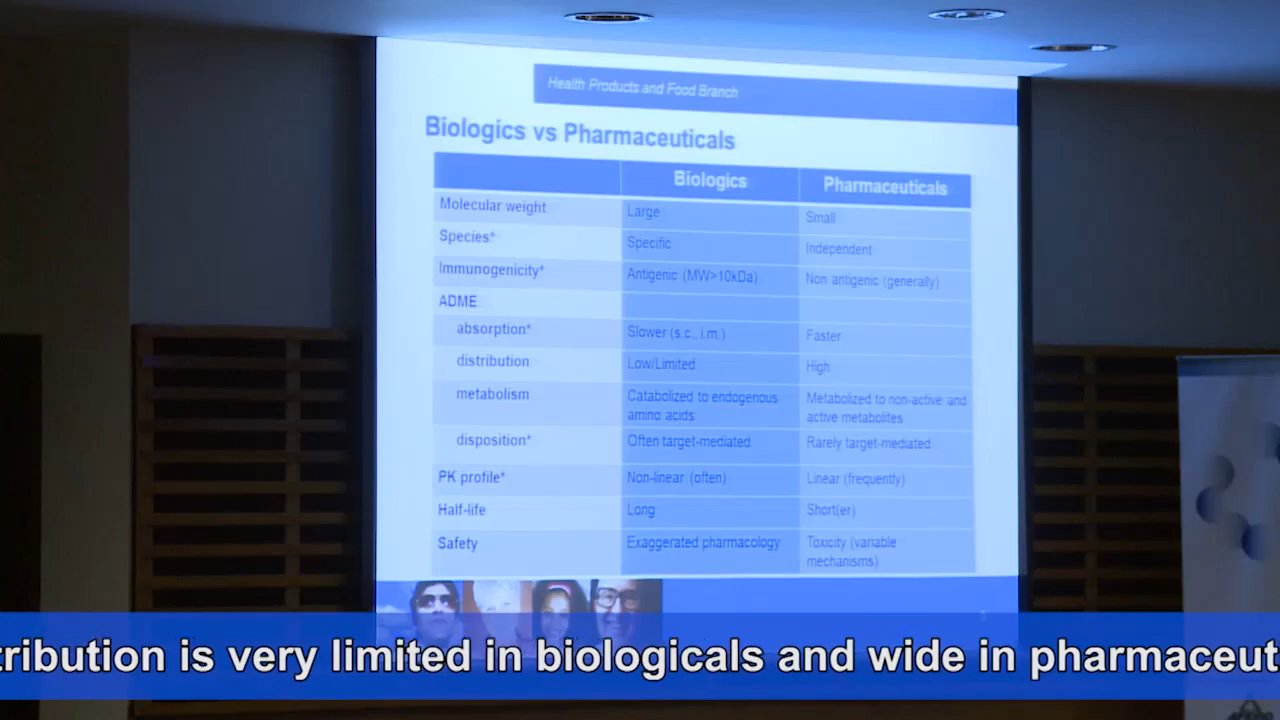 Health Products and Food Branch
Biologics vs Pharmaceuticals
Biologics Pharmaceuticals
Molecular weight Large Small
Species* Specific Independent
Immunogenicity* Antigenic (MW>10kDa) Non antigenic (generally)
ADME
absorption* Slower (s.c., i.m.) Faster
distribution Low/Limited High
metabolism Catabolized to endogenous amino acids Metabolized to non-active and active metabolites
disposition* Often target-mediated Rarely target-mediated
PK profile* Non-linear (often) Linear (frequently)
Half-life Long Short(er)
Safety Exaggerated pharmacology Toxicity (variable mechanisms)
tribution is very limited in biologicals and wide in pharmaceut